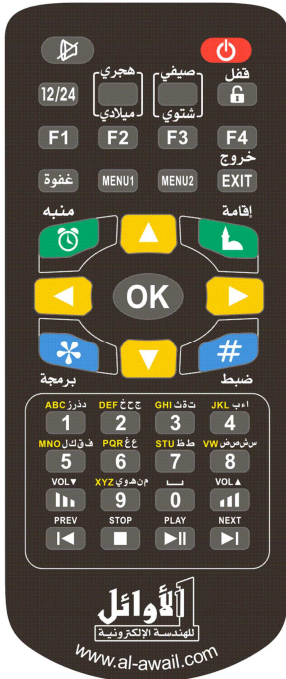 هجري صيفي قفل
12/24
ميلادي شتوي
F1 F2 F3 F4
خروج
غفوة MENU1 MENU2 EXIT
منبه إقامة
OK
* #
برمجة ضبط
ABC دذرز DEF جحخ GHI تةث JKL اءب
1 2 3 4
MNO فقكل PQR عغ STU طظ VW سشصض
5 6 7 8
VOL▼ XYZ منهوي VOL▲
9 0
PREV STOP PLAY NEXT
الأوائل
للهندسة الإلكترونية
www.al-awail.com